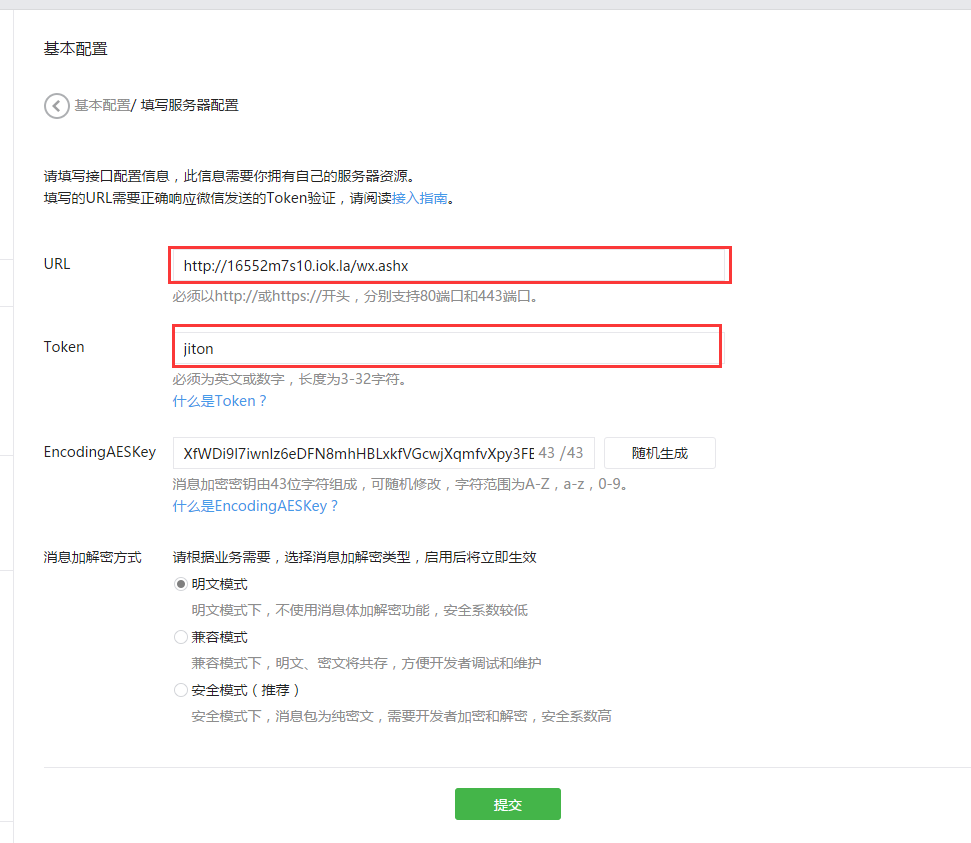 基本配置
基本配置/ 填写服务器配置
请填写接口配置信息，此信息需要你拥有自己的服务器资源。
填写的URL需要正确响应微信发送的Token验证，请阅读接入指南。
URL
http://16552m7s10.iok.la/wx.ashx
必须以http://或https://开头，分别支持80端口和443端口。
Token
jiton
必须为英文或数字，长度为3-32字符。
什么是Token？
EncodingAESKey
XfWDi9I7iwnlz6eDFN8mhHBLxkfVGcwjXqmfvXpy3FE 43 /43 随机生成
消息加密密钥由43位字符组成，可随机修改，字符范围为A-Z，a-z，0-9。
什么是EncodingAESKey？
消息加解密方式
请根据业务需要，选择消息加解密类型，启用后将立即生效
明文模式
明文模式下，不使用消息体加解密功能，安全系数较低
兼容模式
兼容模式下，明文、密文将共存，方便开发者调试和维护
安全模式（推荐）
安全模式下，消息包为纯密文，需要开发者加密和解密，安全系数高
提交